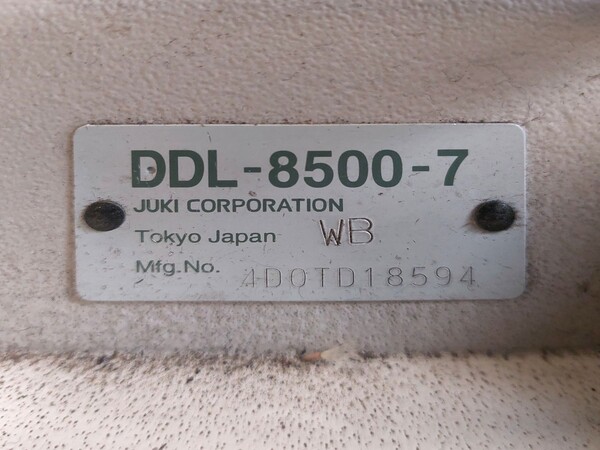 DDL-8500-7
JUKI CORPORATION
Tokyo Japan WB
Mfg.No. 4D0TD18594